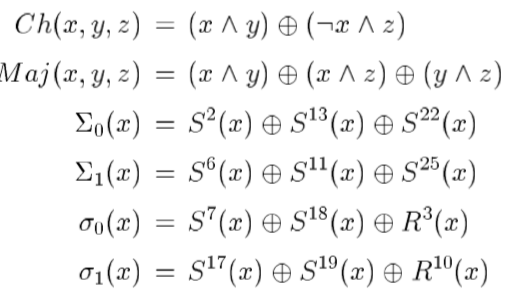 Ch(x, y, z) = (x ∧ y) ⊕ (¬x ∧ z)
Maj(x, y, z) = (x ∧ y) ⊕ (x ∧ z) ⊕ (y ∧ z)
Σ₀(x) = S²(x) ⊕ S¹³(x) ⊕ S²²(x)
Σ₁(x) = S⁶(x) ⊕ S¹¹(x) ⊕ S²⁵(x)
σ₀(x) = S⁷(x) ⊕ S¹⁸(x) ⊕ R³(x)
σ₁(x) = S¹⁷(x) ⊕ S¹⁹(x) ⊕ R¹⁰(x)